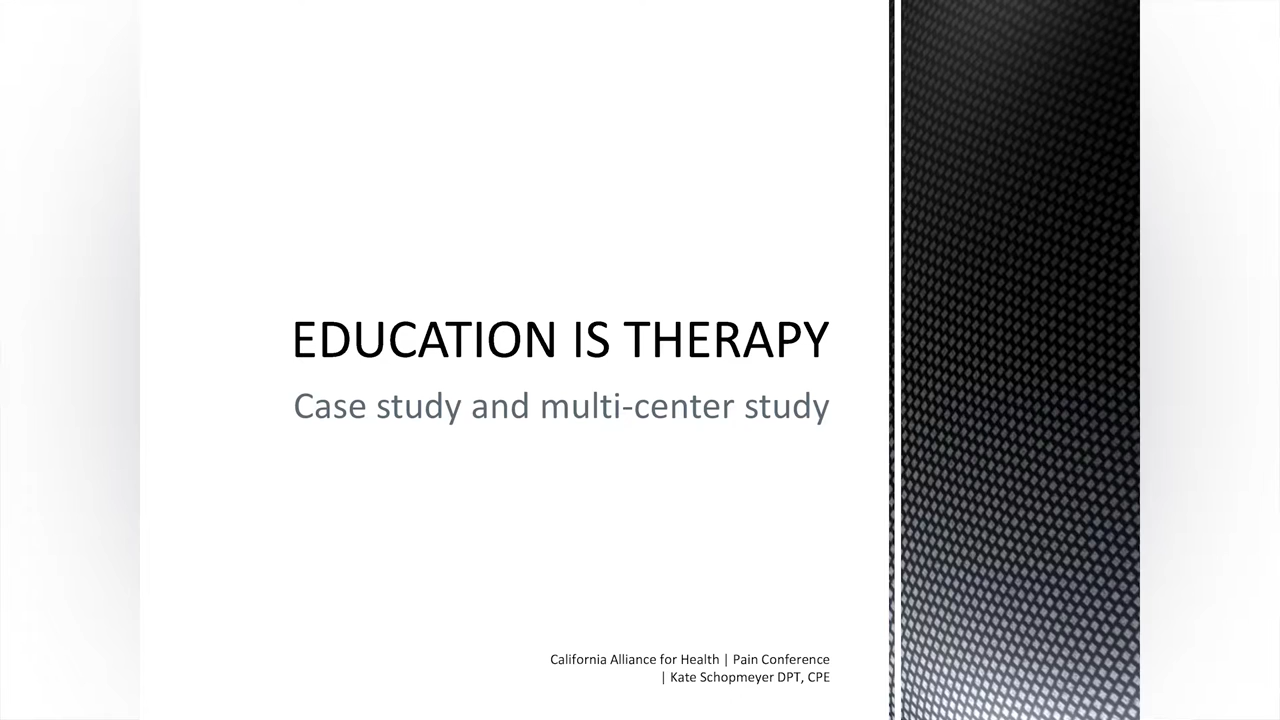 EDUCATION IS THERAPY
Case study and multi-center study
California Alliance for Health | Pain Conference
| Kate Schopmeyer DPT, CPE